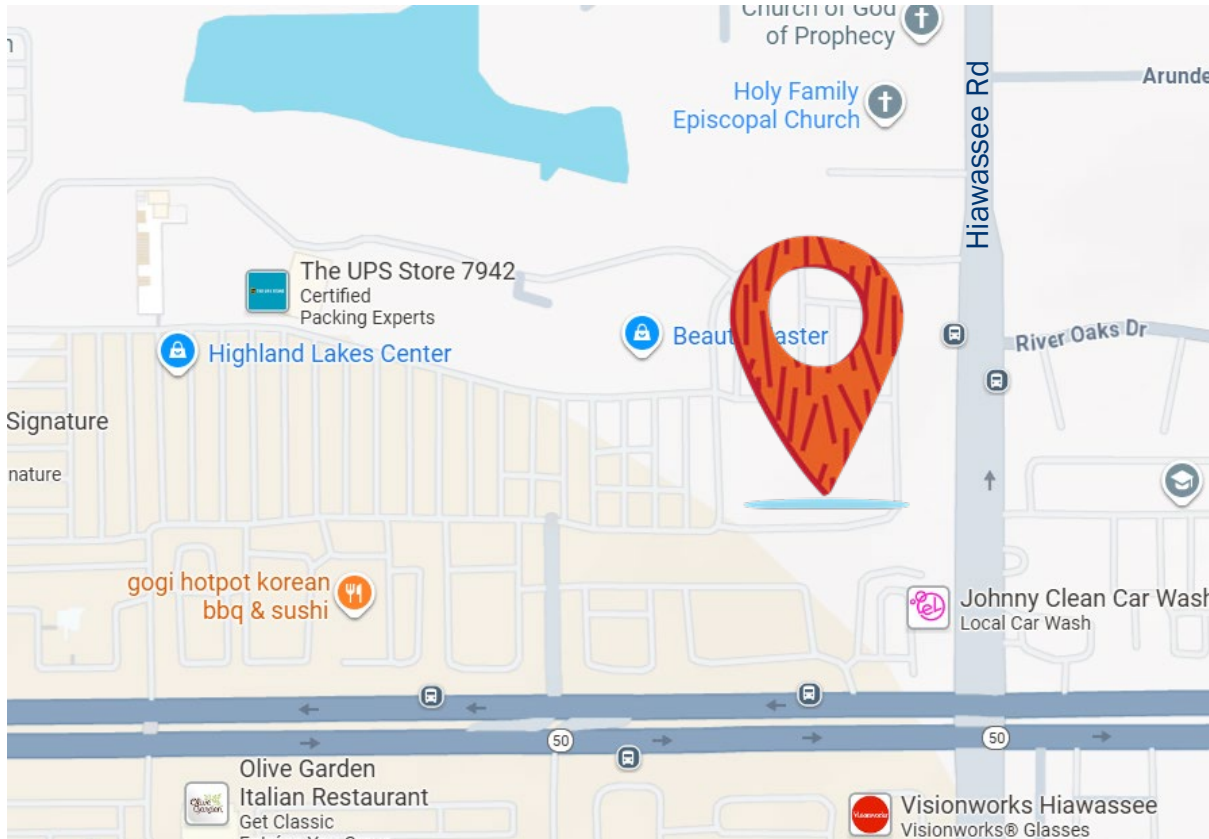 Church of God
of Prophecy
Holy Family
Episcopal Church
Hiawassee Rd
Arunde
The UPS Store 7942
Certified
Packing Experts
Highland Lakes Center
River Oaks Dr
Signature
nature
gogi hotpot korean
bbq & sushi
Johnny Clean Car Wash
Local Car Wash
50
50
Olive Garden
Italian Restaurant
Get Classic
Visionworks Hiawassee
Visionworks® Glasses